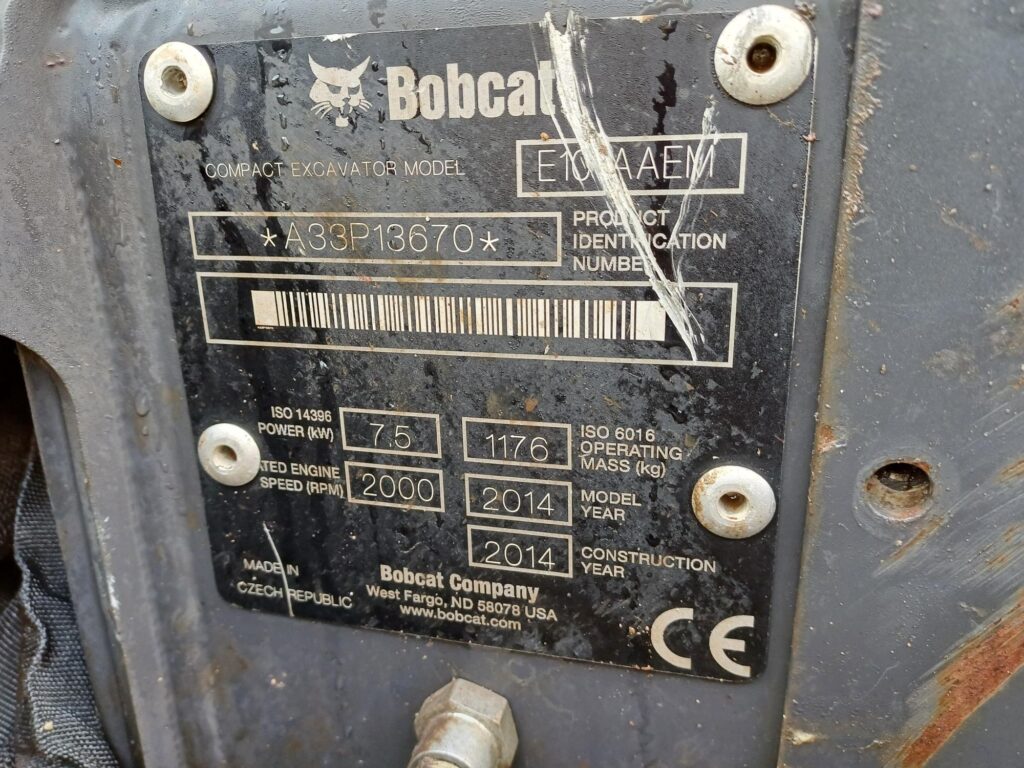 Bobcat
COMPACT EXCAVATOR MODEL
*A33P13670*
PRODUCT
IDENTIFICATION
NUMBER
ISO 14396
POWER (kW)
7.5
1176
ISO 6016
OPERATING
MASS (kg)
ATED ENGINE
SPEED (RPM)
2000
2014
MODEL
YEAR
2014
CONSTRUCTION
YEAR
MADE IN
CZECH REPUBLIC
Bobcat Company
West Fargo, ND 58078 USA
www.bobcat.com
CE